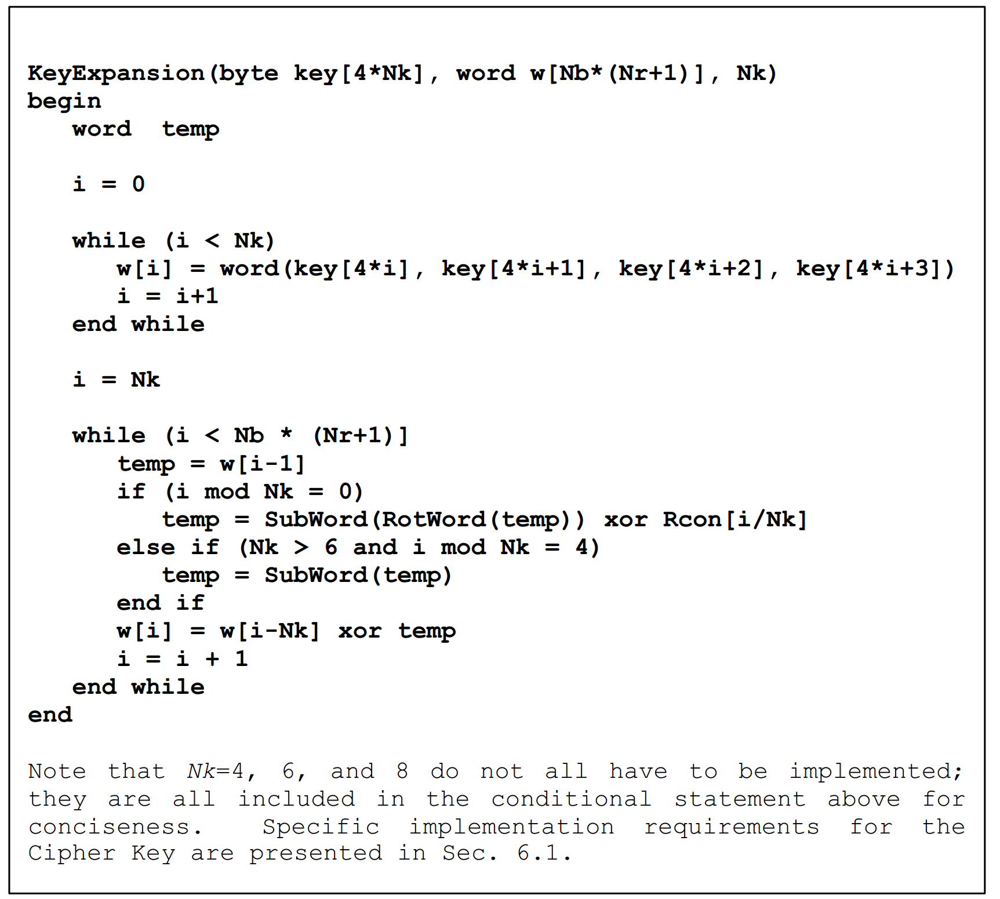 KeyExpansion(byte key[4*Nk], word w[Nb*(Nr+1)], Nk)
begin
   word  temp
   i = 0
   while (i < Nk)
      w[i] = word(key[4*i], key[4*i+1], key[4*i+2], key[4*i+3])
      i = i+1
   end while
   i = Nk
   while (i < Nb * (Nr+1)]
      temp = w[i-1]
      if (i mod Nk = 0)
         temp = SubWord(RotWord(temp)) xor Rcon[i/Nk]
      else if (Nk > 6 and i mod Nk = 4)
         temp = SubWord(temp)
      end if
      w[i] = w[i-Nk] xor temp
      i = i + 1
   end while
end
Note that Nk=4, 6, and 8 do not all have to be implemented;
they are all included in the conditional statement above for
conciseness. Specific implementation requirements for the
Cipher Key are presented in Sec. 6.1.